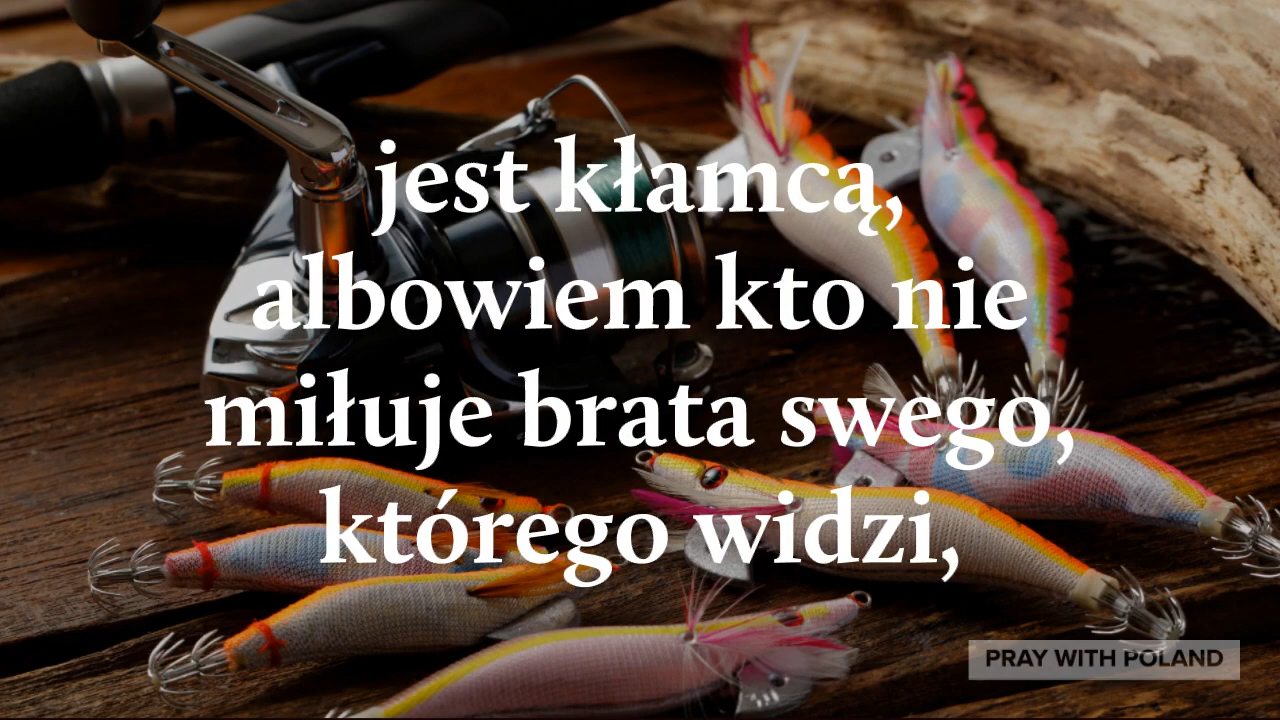 jest kłamcą,
albowiem kto nie
miłuje brata swego,
którego widzi,
PRAY WITH POLAND